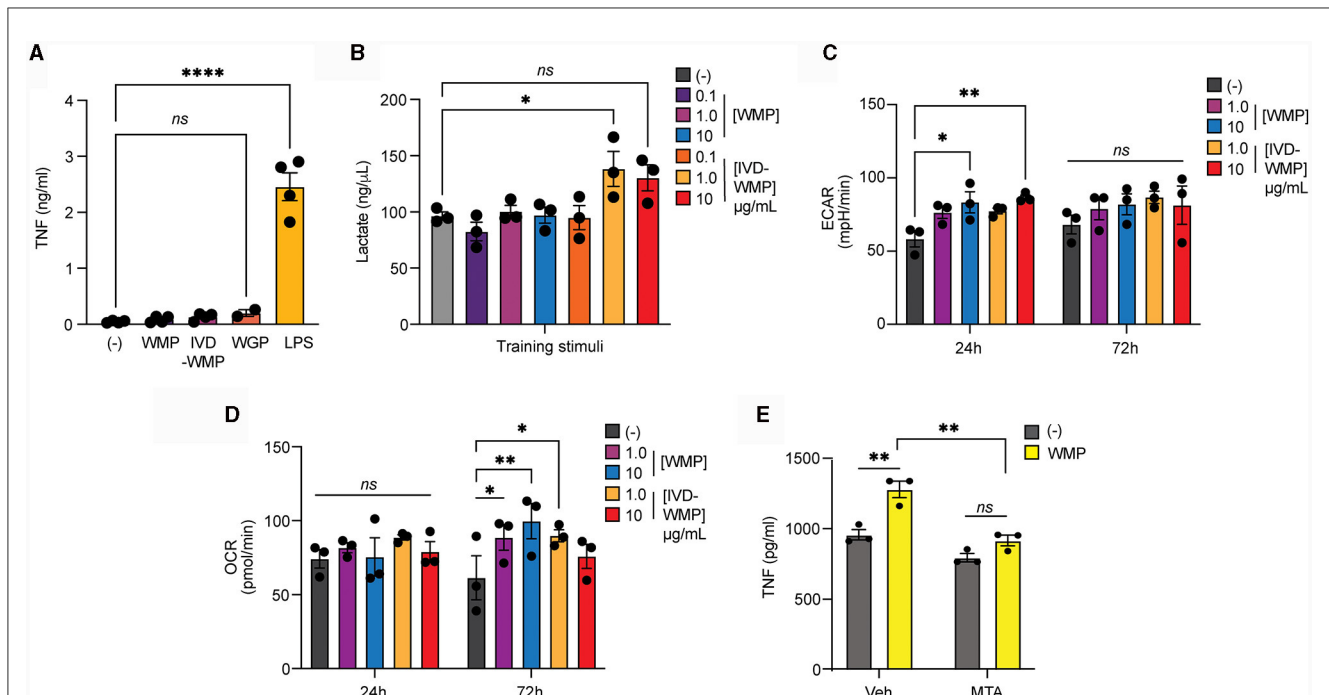 A
****
ns
TNF (ng/ml)
4
3
2
1
0
(-) WMP IVD WGP LPS
-WMP
B
ns
*
Lactate (ng/µL)
200
150
100
50
0
Training stimuli
(-)
0.1
1.0 [WMP]
10
0.1
1.0 [IVD-
WMP]
10 µg/mL
C
**
*
ns
ECAR
(mpH/min)
150
100
50
0
24h 72h
(-)
1.0 [WMP]
10
1.0 [IVD-
10 WMP]
µg/mL
D
ns
*
**
*
OCR
(pmol/min)
150
100
50
0
24h 72h
(-)
1.0 [WMP]
10
1.0 [IVD-
10 WMP]
µg/mL
E
**
**
ns
TNF (pg/ml)
1500
1000
500
0
Veh MTA
(-)
WMP